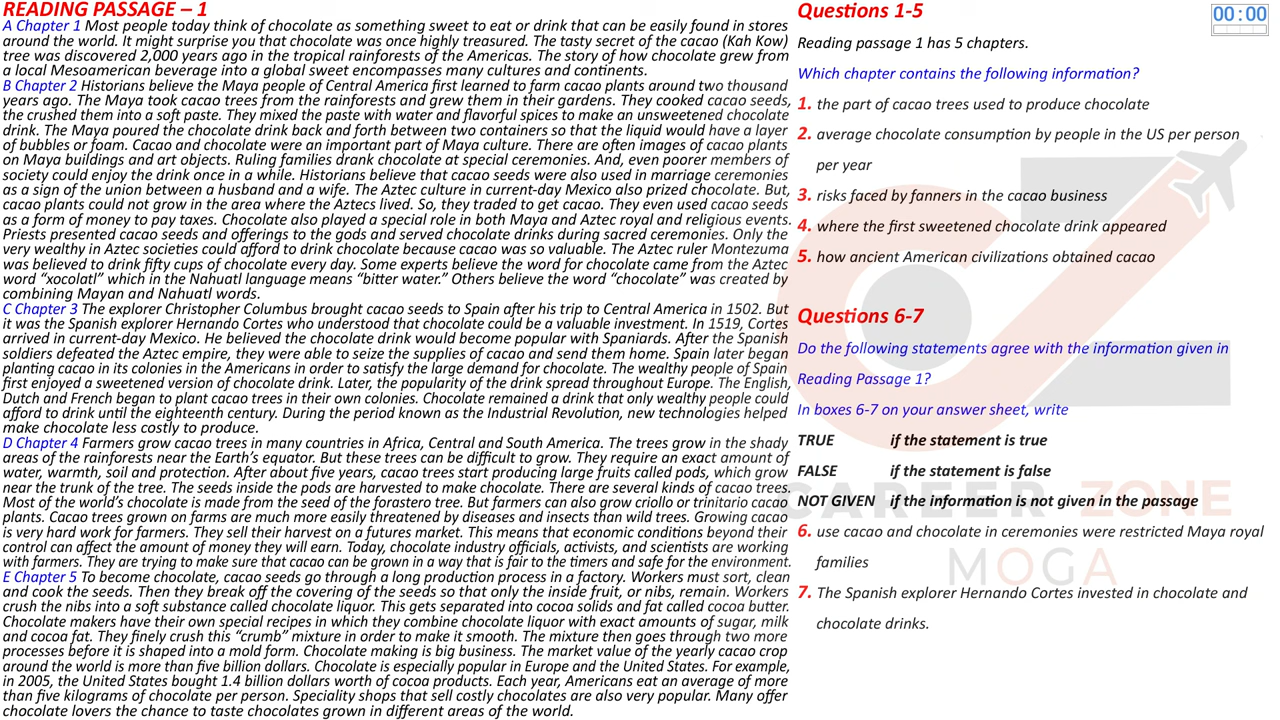 READING PASSAGE – 1
A Chapter 1 Most people today think of chocolate as something sweet to eat or drink that can be easily found in stores
around the world. It might surprise you that chocolate was once highly treasured. The tasty secret of the cacao (Kah Kow)
tree was discovered 2,000 years ago in the tropical rainforests of the Americas. The story of how chocolate grew from
a local Mesoamerican beverage into a global sweet encompasses many cultures and continents.
B Chapter 2 Historians believe the Maya people of Central America first learned to farm cacao plants around two thousand
years ago. The Maya took cacao trees from the rainforests and grew them in their gardens. They cooked cacao seeds,
the crushed them into a soft paste. They mixed the paste with water and flavorful spices to make an unsweetened chocolate
drink. The Maya poured the chocolate drink back and forth between two containers so that the liquid would have a layer
of bubbles or foam. Cacao and chocolate were an important part of Maya culture. There are often images of cacao plants
on Maya buildings and art objects. Ruling families drank chocolate at special ceremonies. And, even poorer members of
society could enjoy the drink once in a while. Historians believe that cacao seeds were also used in marriage ceremonies
as a sign of the union between a husband and a wife. The Aztec culture in current-day Mexico also prized chocolate. But,
cacao plants could not grow in the area where the Aztecs lived. So, they traded to get cacao. They even used cacao seeds
as a form of money to pay taxes. Chocolate also played a special role in both Maya and Aztec royal and religious events.
Priests presented cacao seeds and offerings to the gods and served chocolate drinks during sacred ceremonies. Only the
very wealthy in Aztec societies could afford to drink chocolate because cacao was so valuable. The Aztec ruler Montezuma
was believed to drink fifty cups of chocolate every day. Some experts believe the word for chocolate came from the Aztec
word “xocolatl” which in the Nahuatl language means “bitter water.” Others believe the word “chocolate” was created by
combining Mayan and Nahuatl words.
C Chapter 3 The explorer Christopher Columbus brought cacao seeds to Spain after his trip to Central America in 1502. But
it was the Spanish explorer Hernando Cortes who understood that chocolate could be a valuable investment. In 1519, Cortes
arrived in current-day Mexico. He believed the chocolate drink would become popular with Spaniards. After the Spanish
soldiers defeated the Aztec empire, they were able to seize the supplies of cacao and send them home. Spain later began
planting cacao in its colonies in the Americans in order to satisfy the large demand for chocolate. The wealthy people of Spain
first enjoyed a sweetened version of chocolate drink. Later, the popularity of the drink spread throughout Europe. The English,
Dutch and French began to plant cacao trees in their own colonies. Chocolate remained a drink that only wealthy people could
afford to drink until the eighteenth century. During the period known as the Industrial Revolution, new technologies helped
make chocolate less costly to produce.
D Chapter 4 Farmers grow cacao trees in many countries in Africa, Central and South America. The trees grow in the shady
areas of the rainforests near the Earth’s equator. But these trees can be difficult to grow. They require an exact amount of
water, warmth, soil and protection. After about five years, cacao trees start producing large fruits called pods, which grow
near the trunk of the tree. The seeds inside the pods are harvested to make chocolate. There are several kinds of cacao trees.
Most of the world’s chocolate is made from the seed of the forastero tree. But farmers can also grow criollo or trinitario cacao
plants. Cacao trees grown on farms are much more easily threatened by diseases and insects than wild trees. Growing cacao
is very hard work for farmers. They sell their harvest on a futures market. This means that economic conditions beyond their
control can affect the amount of money they will earn. Today, chocolate industry officials, activists, and scientists are working
with farmers. They are trying to make sure that cacao can be grown in a way that is fair to the timers and safe for the environment.
E Chapter 5 To become chocolate, cacao seeds go through a long production process in a factory. Workers must sort, clean
and cook the seeds. Then they break off the covering of the seeds so that only the inside fruit, or nibs, remain. Workers
crush the nibs into a soft substance called chocolate liquor. This gets separated into cocoa solids and fat called cocoa butter.
Chocolate makers have their own special recipes in which they combine chocolate liquor with exact amounts of sugar, milk
and cocoa fat. They finely crush this “crumb” mixture in order to make it smooth. The mixture then goes through two more
processes before it is shaped into a mold form. Chocolate making is big business. The market value of the yearly cacao crop
around the world is more than five billion dollars. Chocolate is especially popular in Europe and the United States. For example,
in 2005, the United States bought 1.4 billion dollars worth of cocoa products. Each year, Americans eat an average of more
than five kilograms of chocolate per person. Speciality shops that sell costly chocolates are also very popular. Many offer
chocolate lovers the chance to taste chocolates grown in different areas of the world.
Questions 1-5
00:00
Reading passage 1 has 5 chapters.
Which chapter contains the following information?
1. the part of cacao trees used to produce chocolate
2. average chocolate consumption by people in the US per person
per year
3. risks faced by fanners in the cacao business
4. where the first sweetened chocolate drink appeared
5. how ancient American civilizations obtained cacao
Questions 6-7
Do the following statements agree with the information given in
Reading Passage 1?
In boxes 6-7 on your answer sheet, write
TRUE if the statement is true
FALSE if the statement is false
NOT GIVEN if the information is not given in the passage
CAREER ZONE
6. use cacao and chocolate in ceremonies were restricted Maya royal
families
MOGA
7. The Spanish explorer Hernando Cortes invested in chocolate and
chocolate drinks.